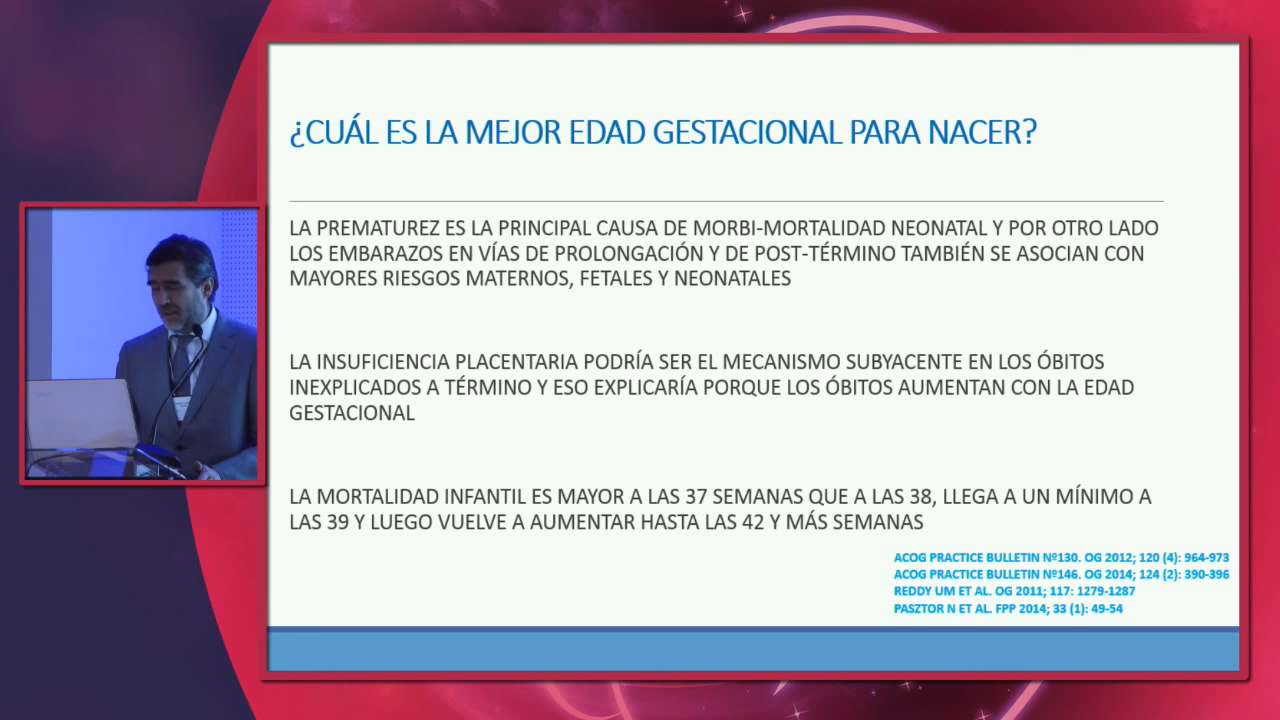 ¿CUÁL ES LA MEJOR EDAD GESTACIONAL PARA NACER?
LA PREMATUREZ ES LA PRINCIPAL CAUSA DE MORBI-MORTALIDAD NEONATAL Y POR OTRO LADO
LOS EMBARAZOS EN VÍAS DE PROLONGACIÓN Y DE POST-TÉRMINO TAMBIÉN SE ASOCIAN CON
MAYORES RIESGOS MATERNOS, FETALES Y NEONATALES
LA INSUFICIENCIA PLACENTARIA PODRÍA SER EL MECANISMO SUBYACENTE EN LOS ÓBITOS
INEXPLICADOS A TÉRMINO Y ESO EXPLICARÍA PORQUE LOS ÓBITOS AUMENTAN CON LA EDAD
GESTACIONAL
LA MORTALIDAD INFANTIL ES MAYOR A LAS 37 SEMANAS QUE A LAS 38, LLEGA A UN MÍNIMO A
LAS 39 Y LUEGO VUELVE A AUMENTAR HASTA LAS 42 Y MÁS SEMANAS
ACOG PRACTICE BULLETIN Nº130. OG 2012; 120 (4): 964-973
ACOG PRACTICE BULLETIN Nº146. OG 2014; 124 (2): 390-396
REDDY UM ET AL. OG 2011; 117: 1279-1287
PASZTOR N ET AL. FPP 2014; 33 (1): 49-54